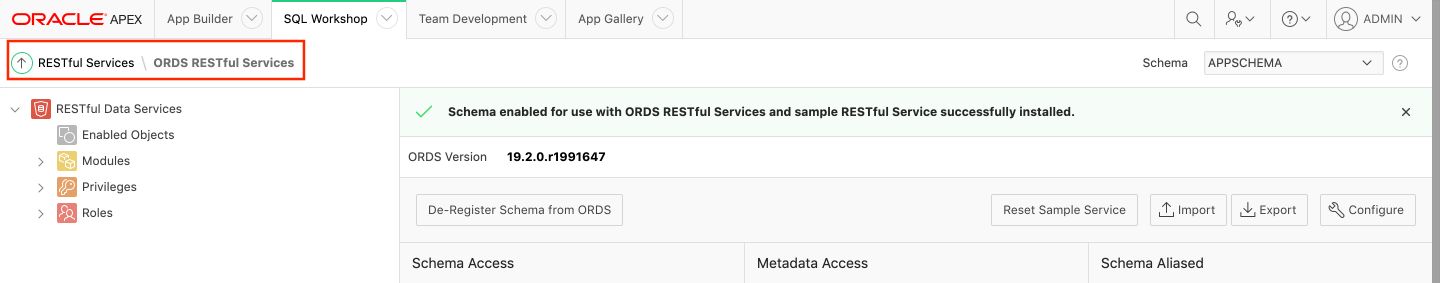 ORACLE APEX App Builder SQL Workshop Team Development App Gallery ADMIN
RESTful Services \ ORDS RESTful Services Schema APPSCHEMA
RESTful Data Services
Enabled Objects
Modules
Privileges
Roles
Schema enabled for use with ORDS RESTful Services and sample RESTful Service successfully installed.
ORDS Version 19.2.0.r1991647
De-Register Schema from ORDS Reset Sample Service Import Export Configure
Schema Access Metadata Access Schema Aliased